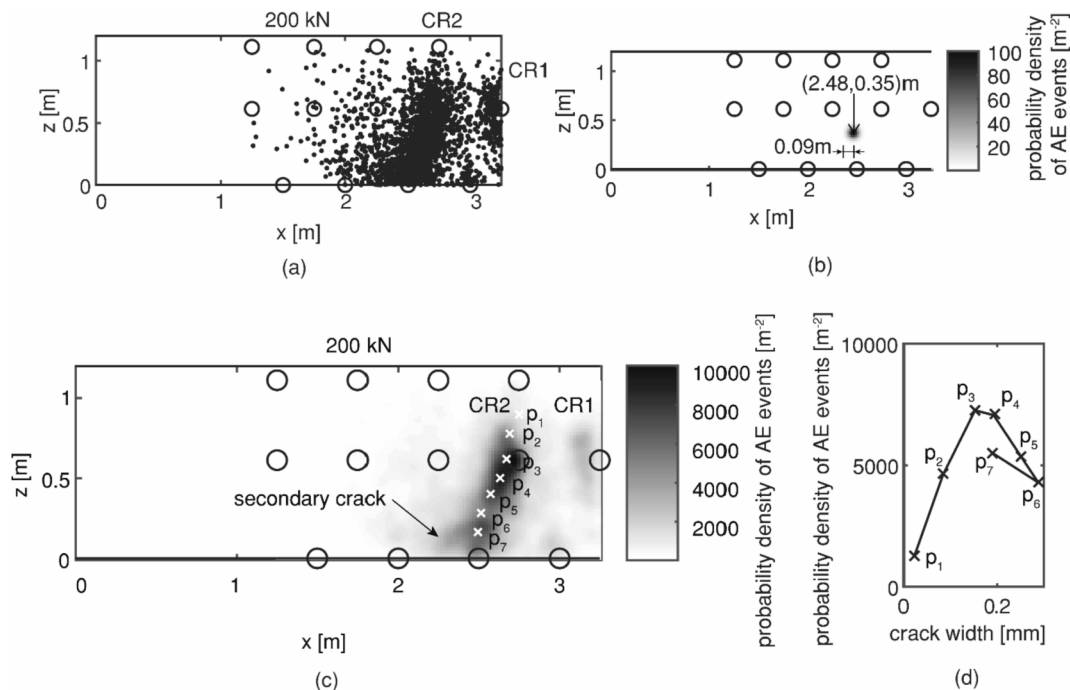 200 kN
CR2
CR1
z [m]
1
0.5
0
0
1
2
3
x [m]
(a)
(2.48,0.35)m
0.09m
z [m]
1
0.5
0
0
1
2
3
x [m]
(b)
100
80
60
40
20
probability density
of AE events [m⁻²]
200 kN
CR2
CR1
p₁
p₂
p₃
p₄
p₅
p₆
p₇
secondary crack
z [m]
1
0.5
0
0
1
2
3
x [m]
(c)
10000
8000
6000
4000
2000
probability density of AE events [m⁻²]
probability density of AE events [m⁻²]
10000
5000
0
p₃
p₄
p₂
p₅
p₇
p₆
p₁
0
0.2
crack width [mm]
(d)